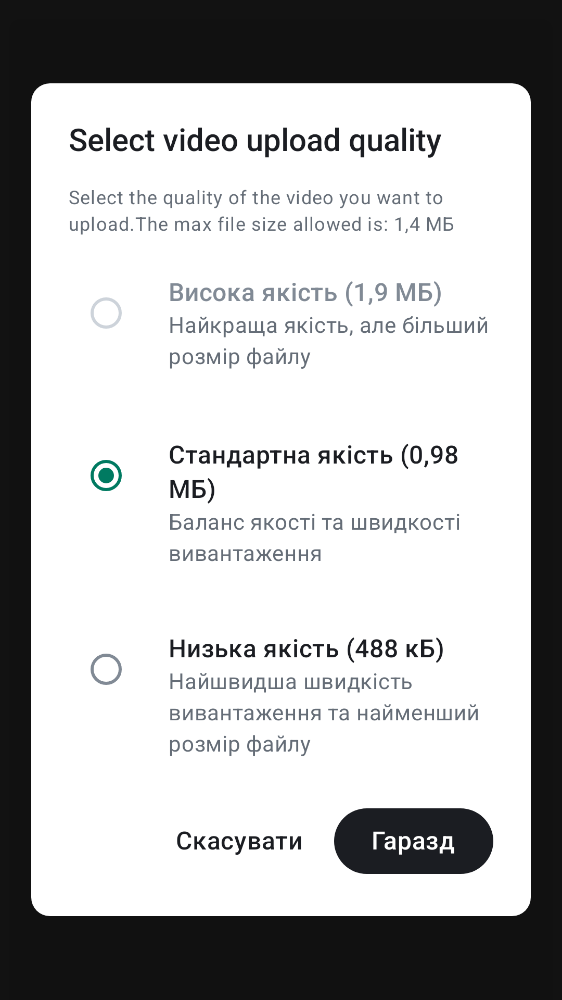 Select video upload quality
Select the quality of the video you want to
upload.The max file size allowed is: 1,4 МБ
Висока якість (1,9 МБ)
Найкраща якість, але більший
розмір файлу
Стандартна якість (0,98
МБ)
Баланс якості та швидкості
вивантаження
Низька якість (488 кБ)
Найшвидша швидкість
вивантаження та найменший
розмір файлу
Скасувати
Гаразд